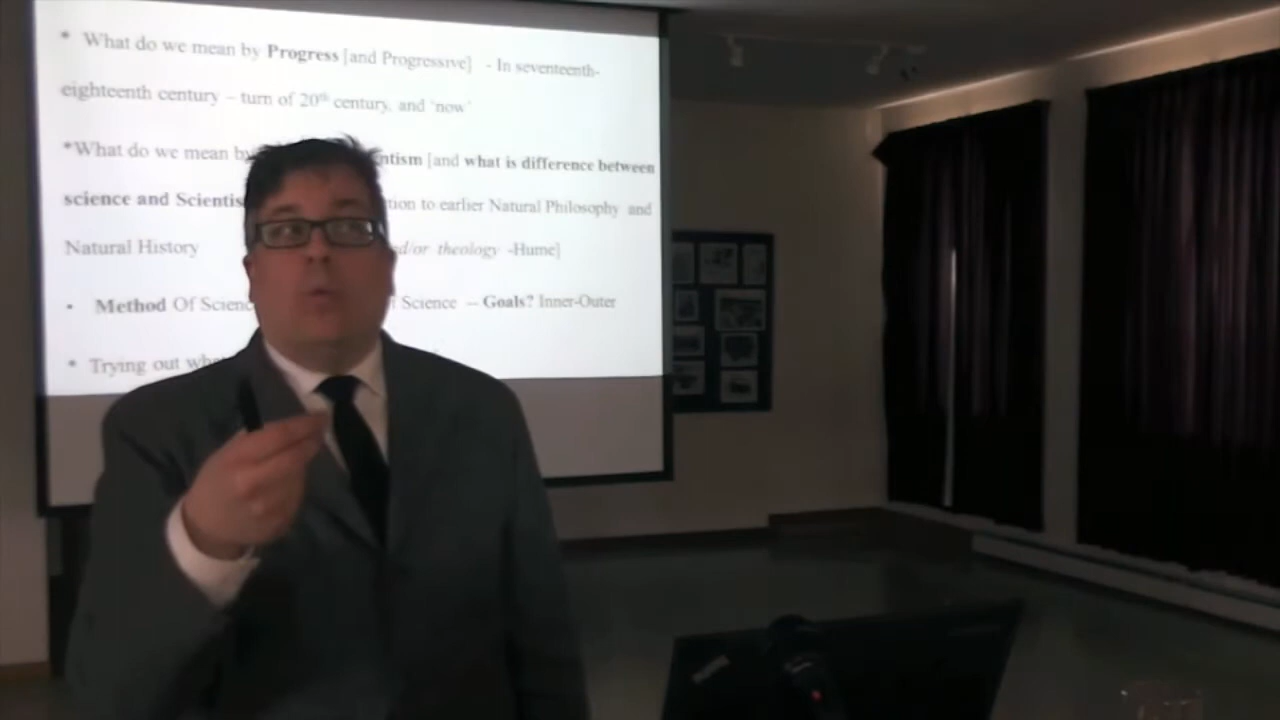 * What do we mean by Progress [and Progressive] - In seventeenth-
eighteenth century – turn of 20th century, and 'now'
*What do we mean by ntism [and what is difference between
science and Scientis tion to earlier Natural Philosophy and
Natural History d/or theology -Hume]
• Method Of Scienc Science -- Goals? Inner-Outer
* Trying out wh